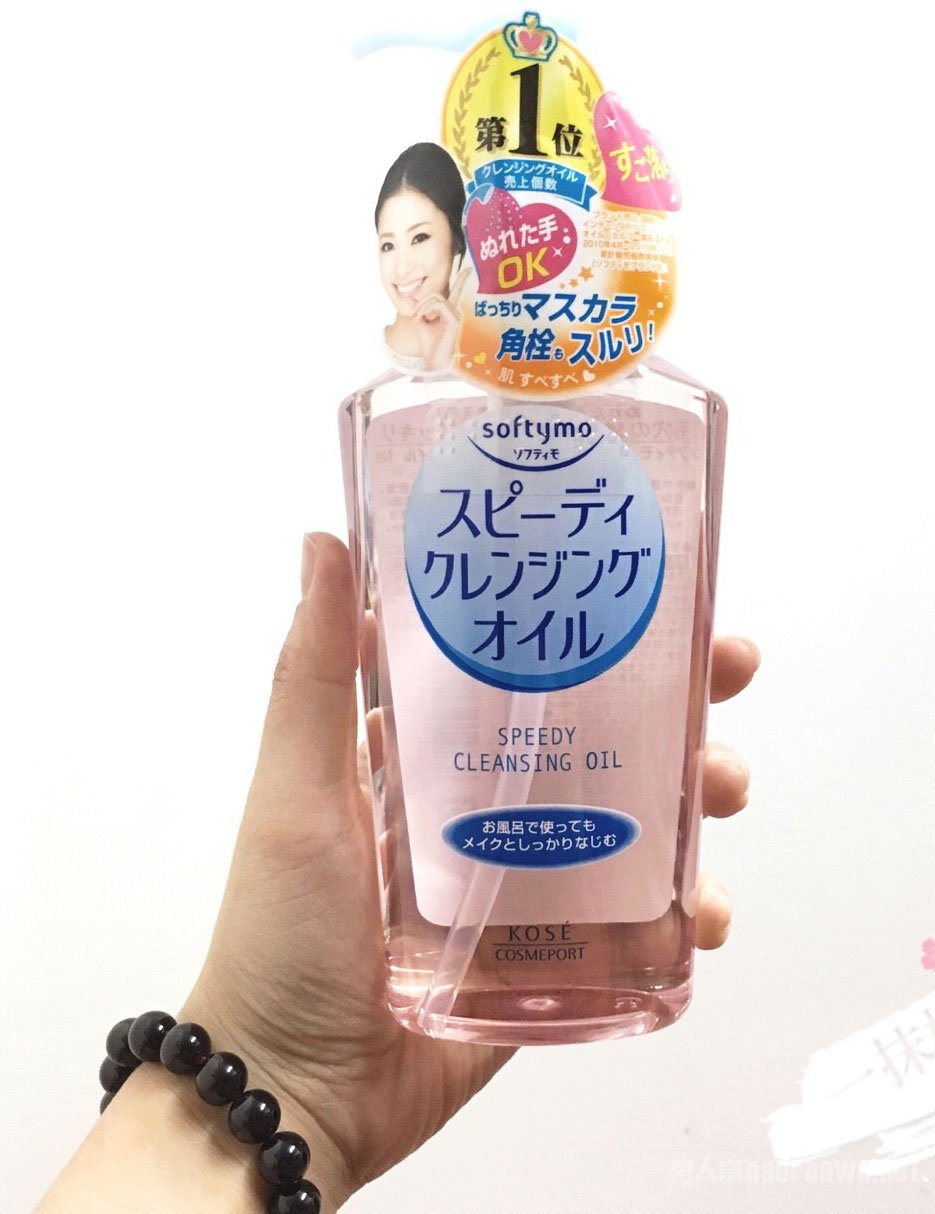 第1位
クレンジングオイル
売上個数
すご落ち
ぬれた手
OK
ばっちりマスカラ
角栓もスルリ!
肌すべすべ
softymo
ソフティモ
スピーディ
クレンジング
オイル
SPEEDY
CLEANSING OIL
お風呂で使っても
メイクとしっかりなじむ
KOSÉ
COSMEPORT
一抹